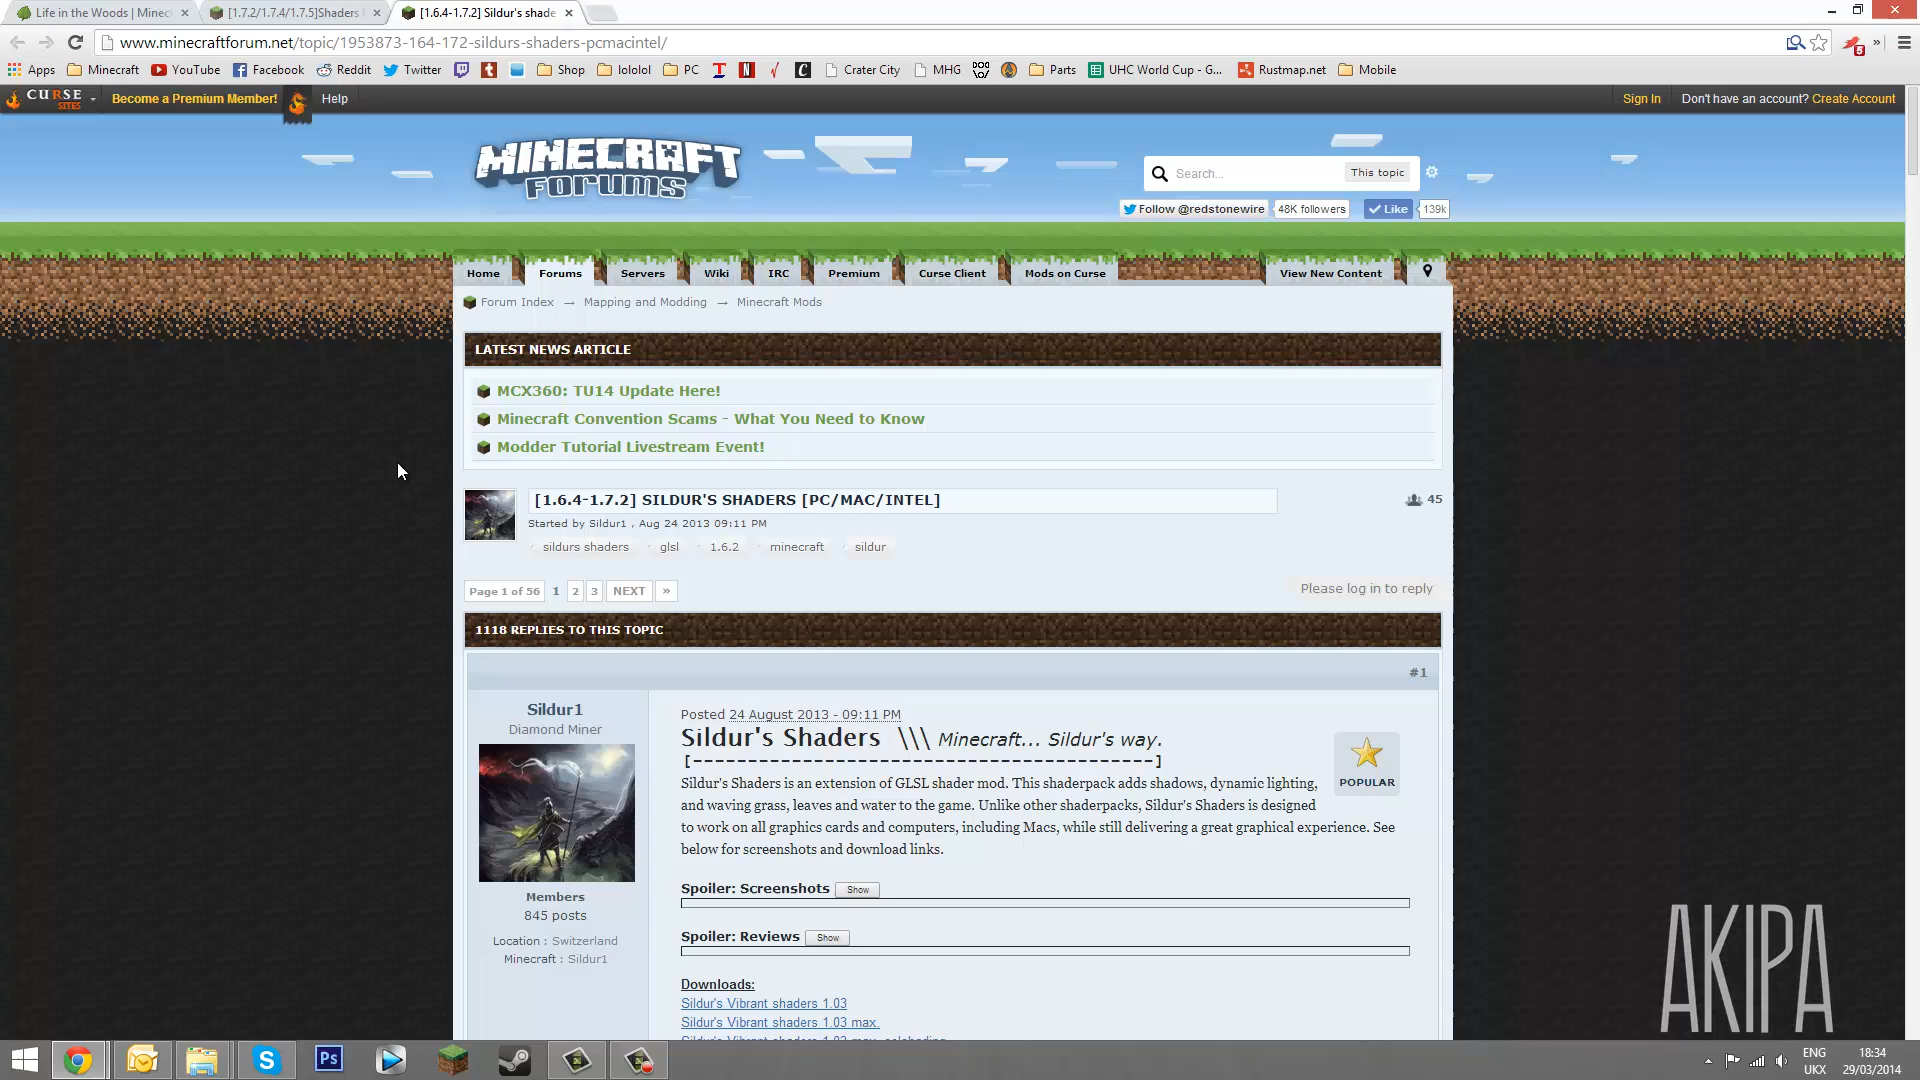 Life in the Woods | Minec
[1.7.2/1.7.4/1.7.5]Shaders
[1.6.4-1.7.2] Sildur's shade
www.minecraftforum.net/topic/1953873-164-172-sildurs-shaders-pcmacintel/
5
Apps Minecraft YouTube Facebook Reddit Twitter Shop lololol PC Crater City MHG Parts UHC World Cup - G... Rustmap.net Mobile
CURSE SITES Become a Premium Member! Help Sign In Don't have an account? Create Account
MINECRAFT FORUMS
Search... This topic
Follow @redstonewire 48K followers Like 139k
Home Forums Servers Wiki IRC Premium Curse Client Mods on Curse View New Content
Forum Index → Mapping and Modding → Minecraft Mods
LATEST NEWS ARTICLE
MCX360: TU14 Update Here!
Minecraft Convention Scams - What You Need to Know
Modder Tutorial Livestream Event!
[1.6.4-1.7.2] SILDUR'S SHADERS [PC/MAC/INTEL] 45
Started by Sildur1 , Aug 24 2013 09:11 PM
sildurs shaders glsl 1.6.2 minecraft sildur
Page 1 of 56 1 2 3 NEXT » Please log in to reply
1118 REPLIES TO THIS TOPIC
#1
Sildur1
Diamond Miner
Members
845 posts
Location : Switzerland
Minecraft : Sildur1
Posted 24 August 2013 - 09:11 PM
Sildur's Shaders \\\ Minecraft... Sildur's way.
[------------------------------------------]
POPULAR
Sildur's Shaders is an extension of GLSL shader mod. This shaderpack adds shadows, dynamic lighting,
and waving grass, leaves and water to the game. Unlike other shaderpacks, Sildur's Shaders is designed
to work on all graphics cards and computers, including Macs, while still delivering a great graphical experience. See
below for screenshots and download links.
Spoiler: Screenshots Show
Spoiler: Reviews Show
Downloads:
Sildur's Vibrant shaders 1.03
Sildur's Vibrant shaders 1.03 max.
AKIPA
ENG
UKX
18:34
29/03/2014